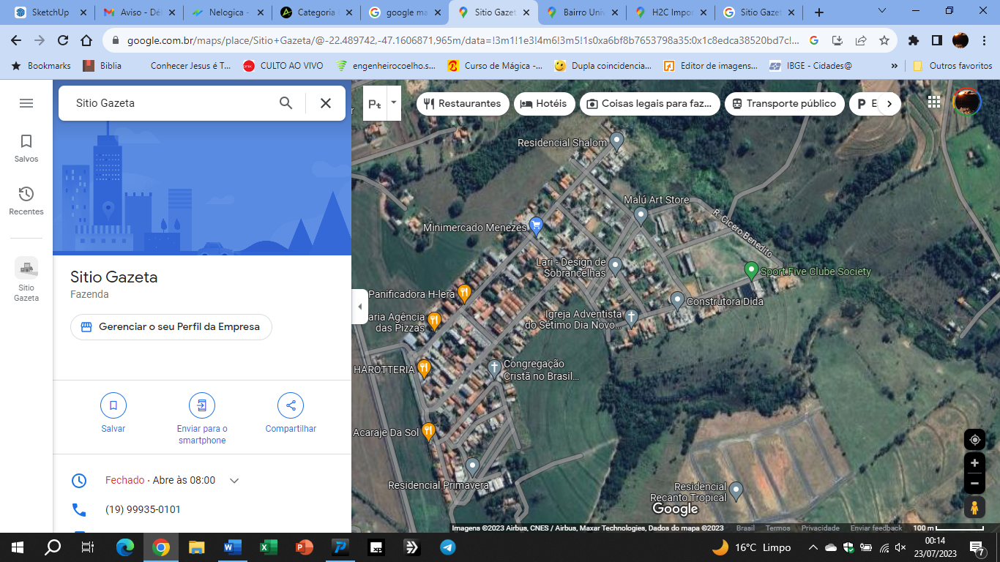 SketchUp
Aviso - Dél
Nelogica -
Categoria
google ma
Sitio Gazet
Bairro Univ
H2C Impor
Sitio Gazet
google.com.br/maps/place/Sitio+Gazeta/@-22.489742,-47.1606871,965m/data=!3m1!1e3!4m6!3m5!1s0xa6bf8b7653798a35:0x1c8edca38520bd7c!...
Bookmarks
Biblia
Conhecer Jesus é T...
CULTO AO VIVO
engenheirocoelho.s...
Curso de Mágica -...
Dupla coincidencia...
Editor de imagens...
IBGE - Cidades@
»
Outros favoritos
Sitio Gazeta
Salvos
Recentes
Sitio
Gazeta
Sitio Gazeta
Fazenda
Gerenciar o seu Perfil da Empresa
Salvar
Enviar para o
smartphone
Compartilhar
Fechado · Abre às 08:00
(19) 99935-0101
Restaurantes
Hotéis
Coisas legais para faz...
Transporte público
P E
Residencial Shalom
Malú Art Store
R. Cícero Benedito
Minimercado Menezes
Lari - Design de
Sobrancelhas
Sport Five Clube Society
Panificadora H-lera
Construtora Dida
aria Agência
das Pizzas
Igreja Adventista
do Sétimo Dia Novo...
HAROTTERIA
Congregação
Cristã no Brasil...
Acaraje Da Sol
Residencial Primavera
Residencial
Recanto Tropical
Google
Imagens ©2023 Airbus, CNES / Airbus, Maxar Technologies, Dados do mapa ©2023
Brasil
Termos
Privacidade
Enviar feedback
100 m
16°C Limpo
00:14
23/07/2023
7